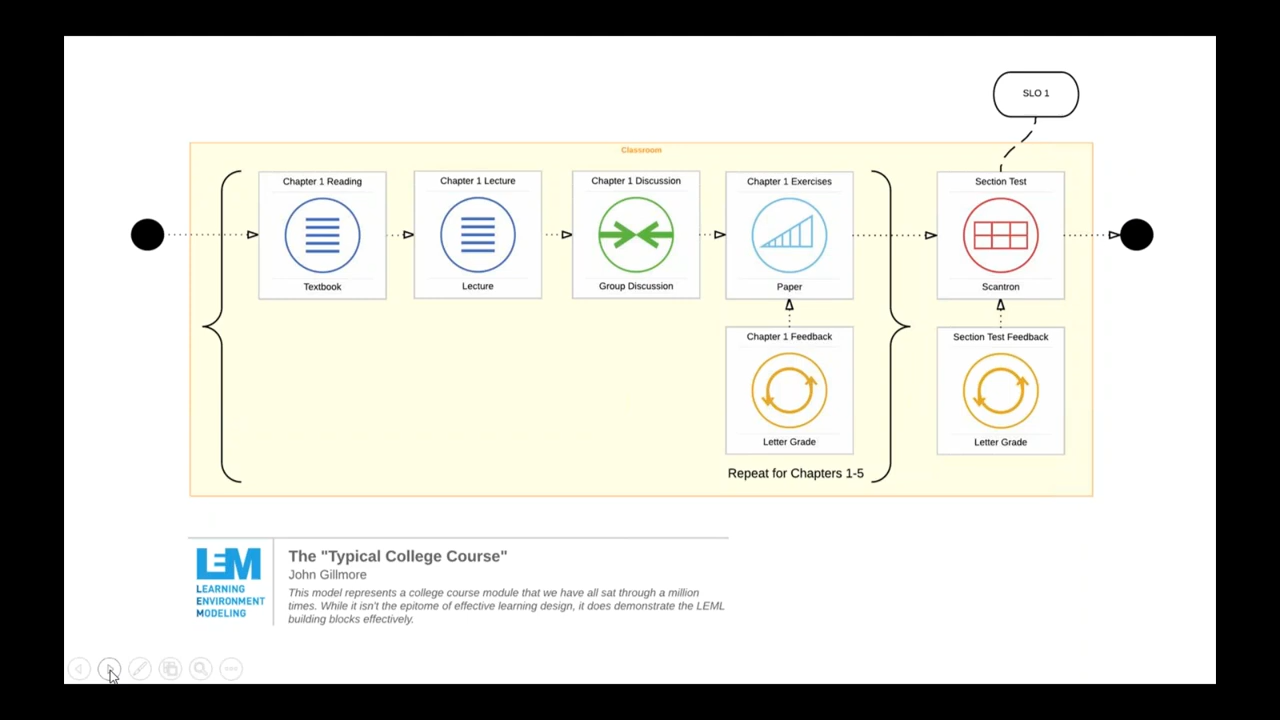 SLO 1
Classroom
Chapter 1 Reading
Textbook
Chapter 1 Lecture
Lecture
Chapter 1 Discussion
Group Discussion
Chapter 1 Exercises
Paper
Section Test
Scantron
Chapter 1 Feedback
Letter Grade
Section Test Feedback
Letter Grade
Repeat for Chapters 1-5
LEM
LEARNING
ENVIRONMENT
MODELING
The "Typical College Course"
John Gillmore
This model represents a college course module that we have all sat through a million
times. While it isn't the epitome of effective learning design, it does demonstrate the LEML
building blocks effectively.